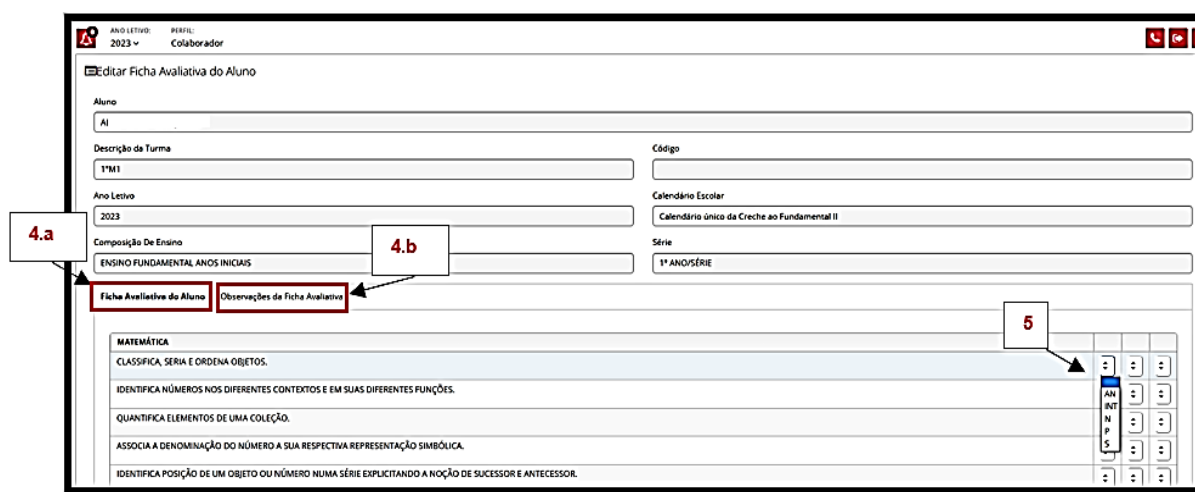 ANO LETIVO: PERFIL:
2023 Colaborador
Editar Ficha Avaliativa do Aluno
Aluno
Al
Descrição da Turma Código
1ºM1
Ano Letivo Calendário Escolar
2023 Calendário único da Creche ao Fundamental II
4.a
4.b
Composição De Ensino Série
ENSINO FUNDAMENTAL ANOS INICIAIS 1º ANO/SÉRIE
Ficha Avaliativa do Aluno Observações da Ficha Avaliativa
5
MATEMÁTICA
CLASSIFICA, SERIA E ORDENA OBJETOS.
IDENTIFICA NÚMEROS NOS DIFERENTES CONTEXTOS E EM SUAS DIFERENTES FUNÇÕES.
AN
INT
QUANTIFICA ELEMENTOS DE UMA COLEÇÃO.
N
P
ASSOCIA A DENOMINAÇÃO DO NÚMERO A SUA RESPECTIVA REPRESENTAÇÃO SIMBÓLICA.
S
IDENTIFICA POSIÇÃO DE UM OBJETO OU NÚMERO NUMA SÉRIE EXPLICITANDO A NOÇÃO DE SUCESSOR E ANTECESSOR.